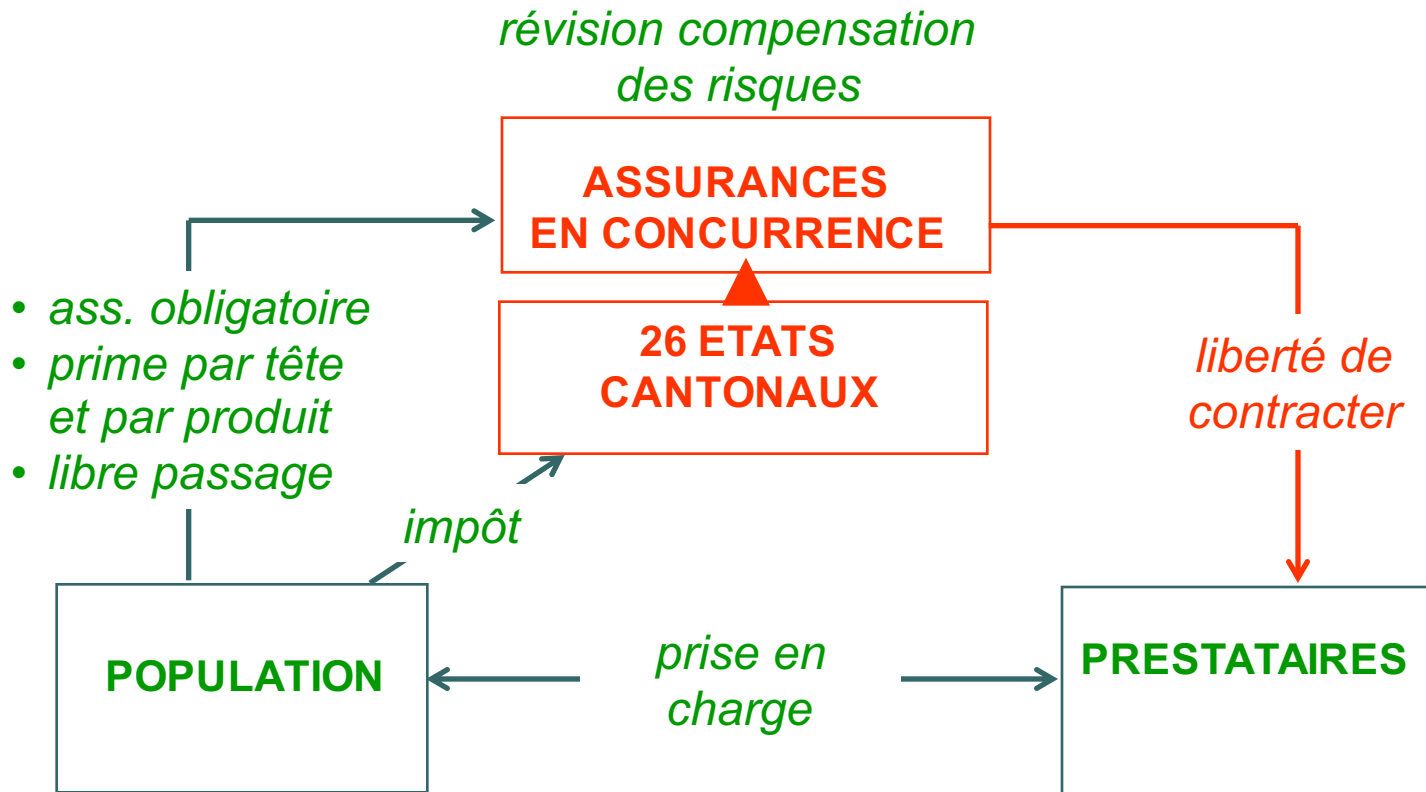 révision compensation
des risques
ASSURANCES
EN CONCURRENCE
• ass. obligatoire
• prime par tête
et par produit
• libre passage
26 ETATS
CANTONAUX
liberté de
contracter
impôt
POPULATION
prise en
charge
PRESTATAIRES